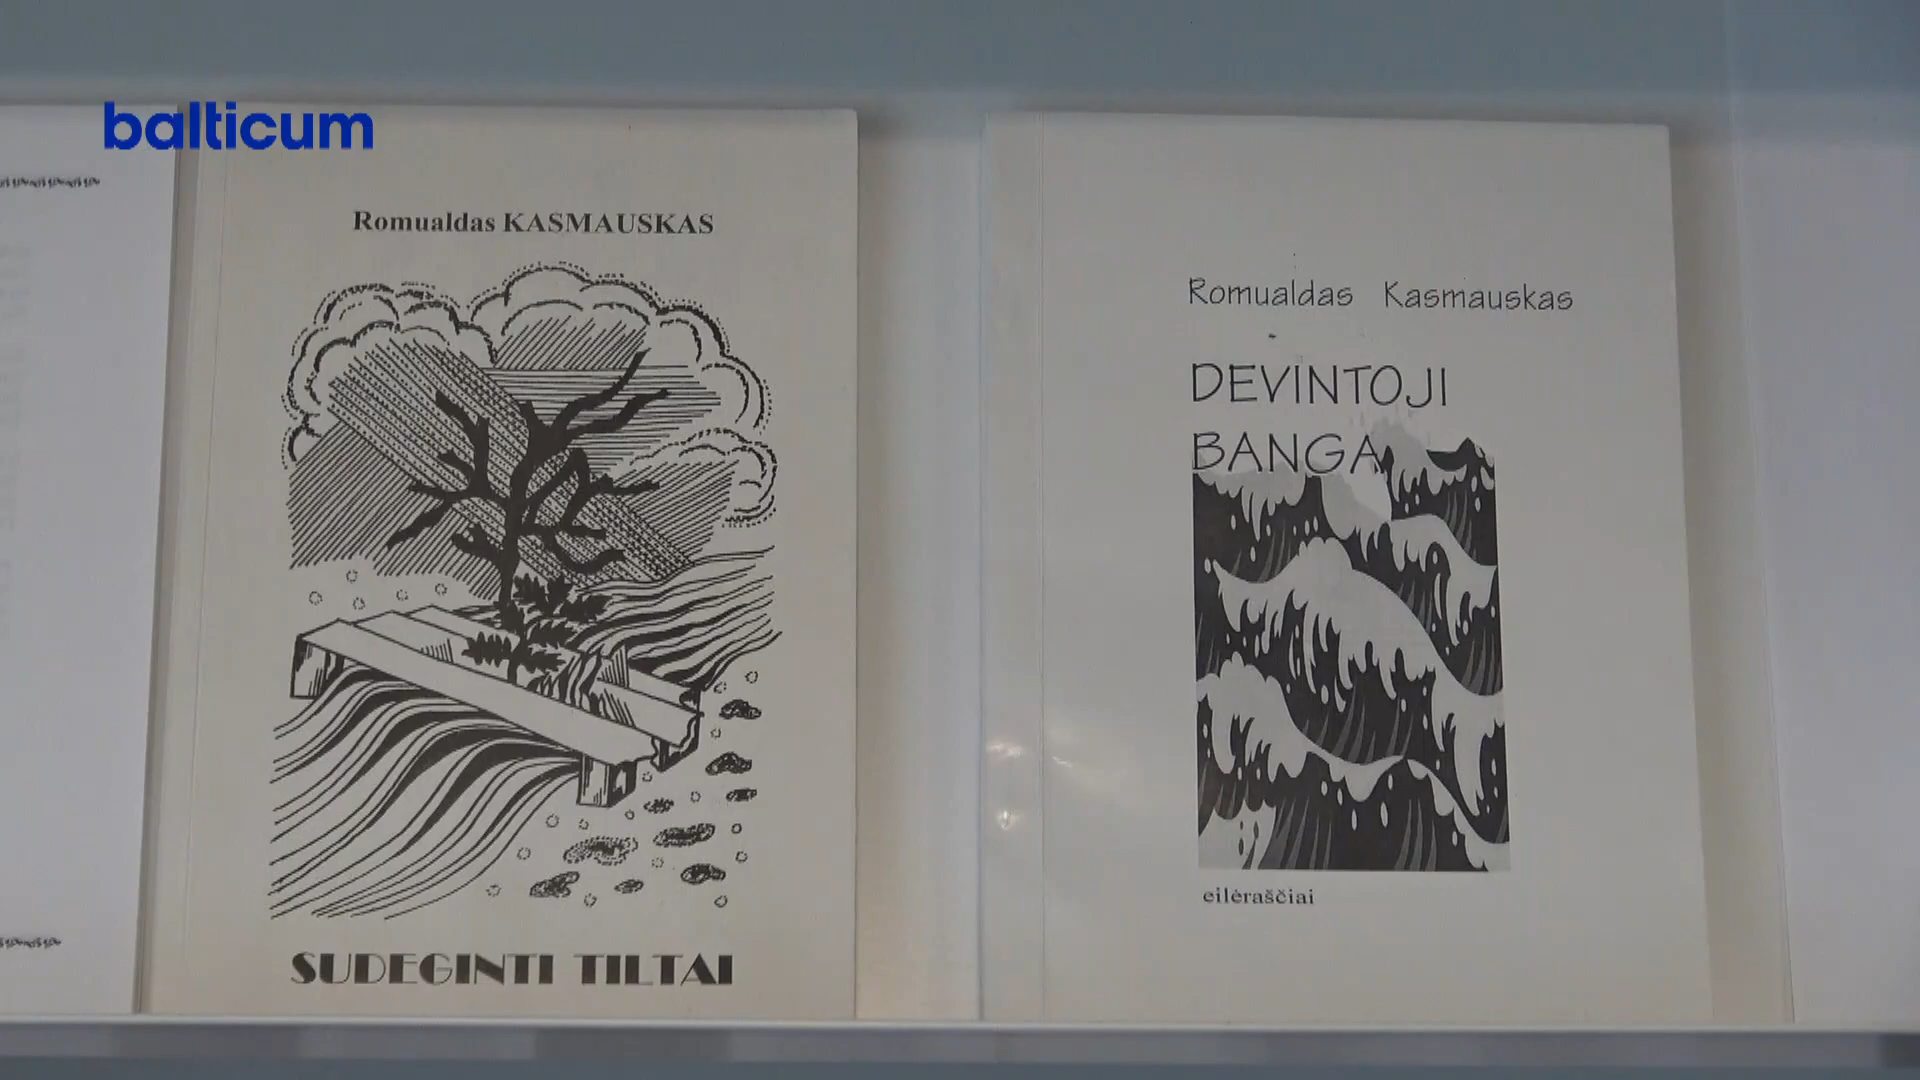 balticum
Romualdas KASMAUSKAS
SUDEGINTI TILTAI
Romualdas Kasmauskas
DEVINTOJI
BANGA
eilėraščiai